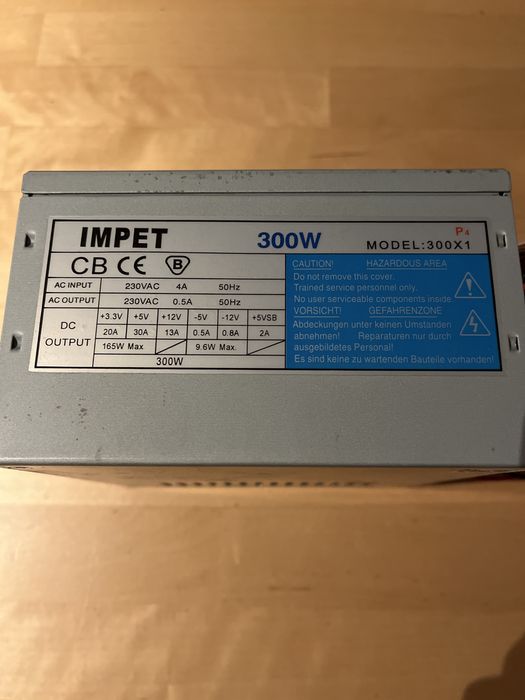 IMPET 300W P4
MODEL:300X1
CB CE B
AC INPUT 230VAC 4A 50Hz
AC OUTPUT 230VAC 0.5A 50Hz
DC OUTPUT +3.3V +5V +12V -5V -12V +5VSB
20A 30A 13A 0.5A 0.8A 2A
165W Max 9.6W Max.
300W
CAUTION! HAZARDOUS AREA
Do not remove this cover.
Trained service personnel only.
No user serviceable components inside.
VORSICHT! GEFAHRENZONE
Abdeckungen unter keinen Umständen
abnehmen! Reparaturen nur durch
ausgebildetes Personal!
Es sind keine zu wartenden Bauteile vorhanden!